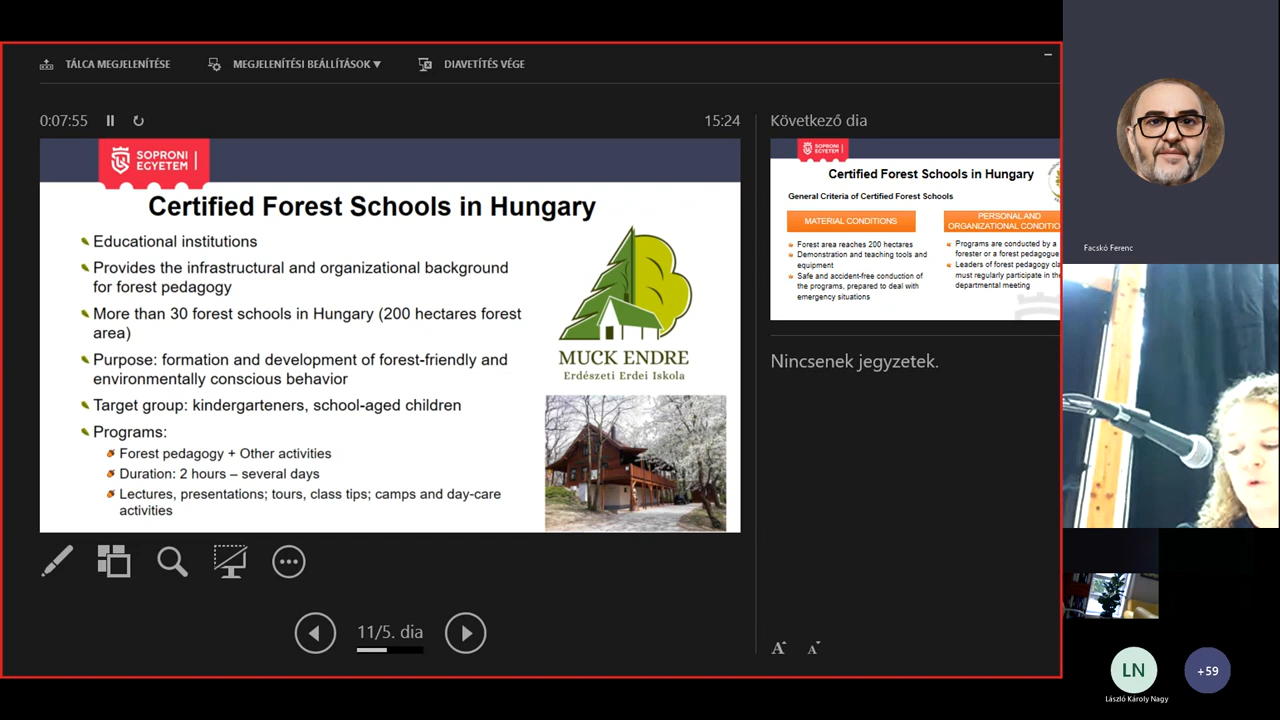 TÁLCA MEGJELENÍTÉSE
MEGJELENÍTÉSI BEÁLLÍTÁSOK
DIAVETÍTÉS VÉGE
0:07:55
15:24
SOPRONI
EGYETEM
Certified Forest Schools in Hungary
Educational institutions
Provides the infrastructural and organizational background
for forest pedagogy
More than 30 forest schools in Hungary (200 hectares forest
area)
Purpose: formation and development of forest-friendly and
environmentally conscious behavior
Target group: kindergarteners, school-aged children
Programs:
Forest pedagogy + Other activities
Duration: 2 hours – several days
Lectures, presentations; tours, class tips; camps and day-care
activities
MUCK ENDRE
Erdészeti Erdei Iskola
11/5. dia
Következő dia
SOPRONI
EGYETEM
Certified Forest Schools in Hungary
General Criteria of Certified Forest Schools
MATERIAL CONDITIONS
Forest area reaches 200 hectares
Demonstration and teaching tools and
equipment
Safe and accident-free conduction of
the programs, prepared to deal with
emergency situations
PERSONAL AND
ORGANIZATIONAL CONDITIO
Programs are conducted by a
forester or a forest pedagogue
Leaders of forest pedagogy cla
must regularly participate in the
departmental meeting
Nincsenek jegyzetek.
A A
Facskó Ferenc
LN
+59
László Károly Nagy